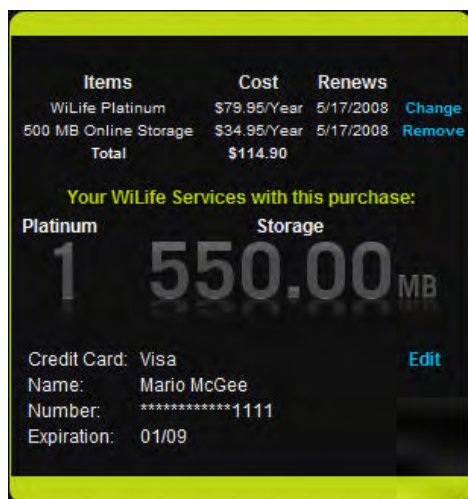 Items Cost Renews
WiLife Platinum $79.95/Year 5/17/2008 Change
500 MB Online Storage $34.95/Year 5/17/2008 Remove
Total $114.90
Your WiLife Services with this purchase:
Platinum Storage
1 550.00 MB
Credit Card: Visa Edit
Name: Mario McGee
Number: ************1111
Expiration: 01/09